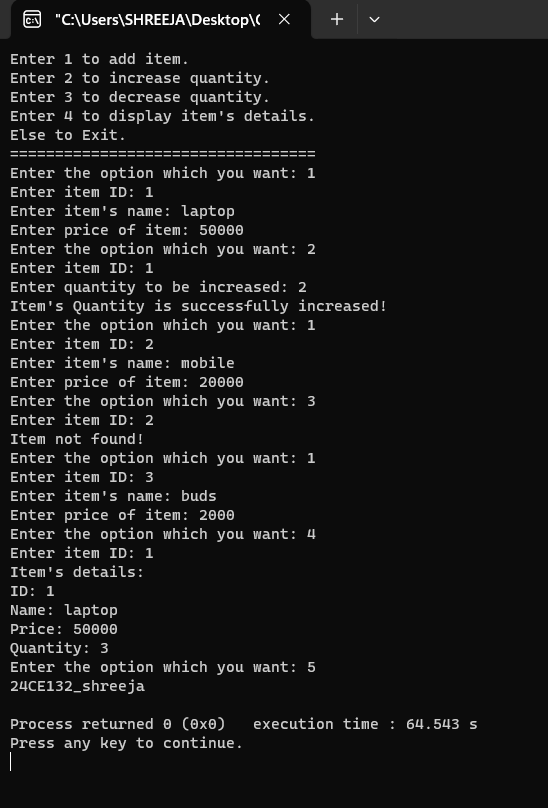 "C:\Users\SHREEJA\Desktop\
Enter 1 to add item.
Enter 2 to increase quantity.
Enter 3 to decrease quantity.
Enter 4 to display item's details.
Else to Exit.
==================================
Enter the option which you want: 1
Enter item ID: 1
Enter item's name: laptop
Enter price of item: 50000
Enter the option which you want: 2
Enter item ID: 1
Enter quantity to be increased: 2
Item's Quantity is successfully increased!
Enter the option which you want: 1
Enter item ID: 2
Enter item's name: mobile
Enter price of item: 20000
Enter the option which you want: 3
Enter item ID: 2
Item not found!
Enter the option which you want: 1
Enter item ID: 3
Enter item's name: buds
Enter price of item: 2000
Enter the option which you want: 4
Enter item ID: 1
Item's details:
ID: 1
Name: laptop
Price: 50000
Quantity: 3
Enter the option which you want: 5
24CE132_shreeja
Process returned 0 (0x0)   execution time : 64.543 s
Press any key to continue.